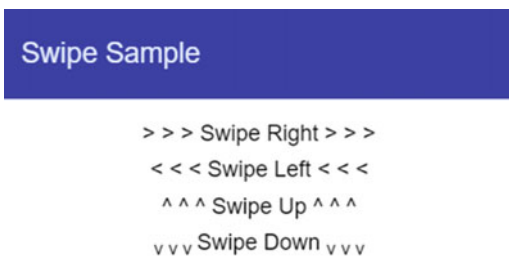 Swipe Sample
> > > Swipe Right > > >
< < < Swipe Left < < <
^ ^ ^ Swipe Up ^ ^ ^
v v v Swipe Down v v v